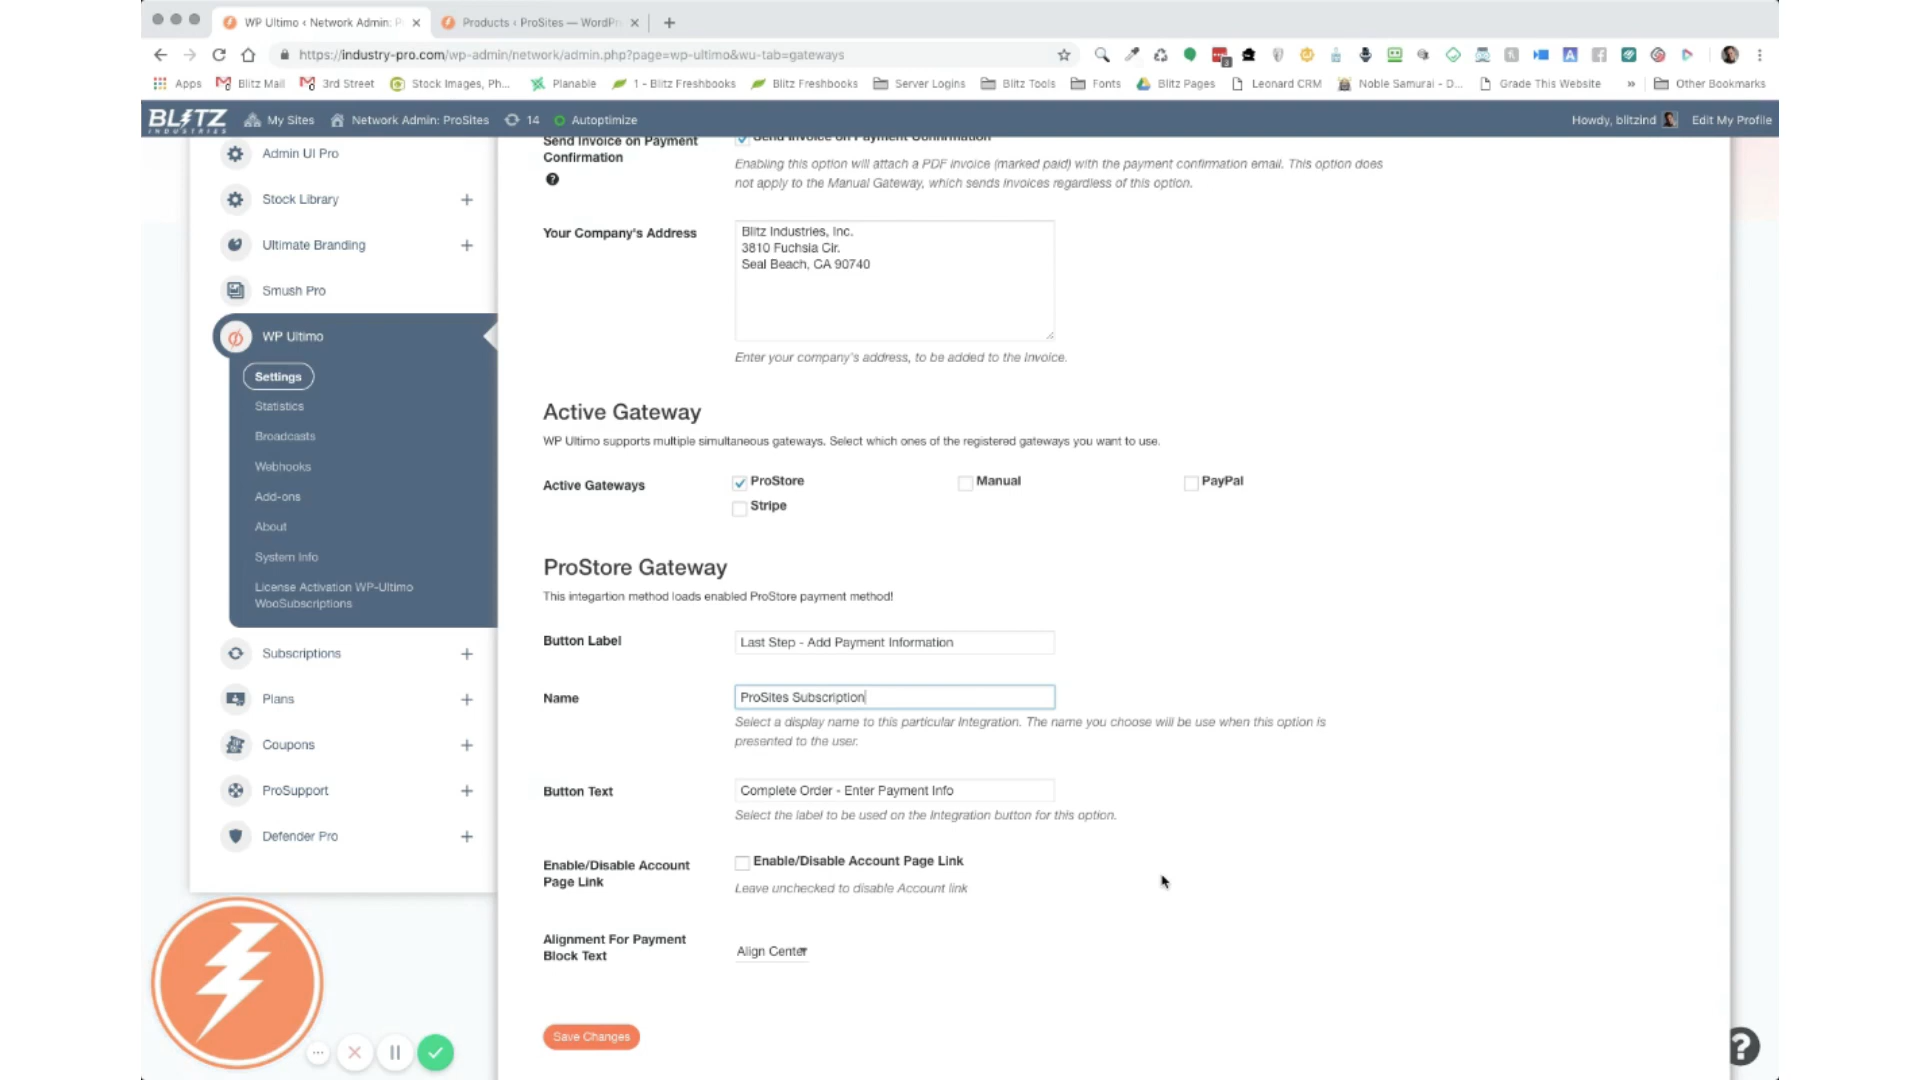 WP Ultimo ‹ Network Admin: P
Products ‹ ProSites — WordPr
https://industry-pro.com/wp-admin/network/admin.php?page=wp-ultimo&wu-tab=gateways
Apps
Blitz Mail
3rd Street
Stock Images, Ph...
Planable
1 - Blitz Freshbooks
Blitz Freshbooks
Server Logins
Blitz Tools
Fonts
Blitz Pages
Leonard CRM
Noble Samurai - D...
Grade This Website
»
Other Bookmarks
BLITZ
INDUSTRIES
My Sites
Network Admin: ProSites
14
Autoptimize
Howdy, blitzind
Edit My Profile
Admin UI Pro
Stock Library
Ultimate Branding
Smush Pro
WP Ultimo
Settings
Statistics
Broadcasts
Webhooks
Add-ons
About
System Info
License Activation WP-Ultimo
WooSubscriptions
Subscriptions
Plans
Coupons
ProSupport
Defender Pro
Send Invoice on Payment
Confirmation
Send Invoice on Payment Confirmation
Enabling this option will attach a PDF invoice (marked paid) with the payment confirmation email. This option does
not apply to the Manual Gateway, which sends invoices regardless of this option.
Your Company's Address
Blitz Industries, Inc.
3810 Fuchsia Cir.
Seal Beach, CA 90740
Enter your company's address, to be added to the Invoice.
Active Gateway
WP Ultimo supports multiple simultaneous gateways. Select which ones of the registered gateways you want to use.
Active Gateways
ProStore
Manual
PayPal
Stripe
ProStore Gateway
This integartion method loads enabled ProStore payment method!
Button Label
Last Step - Add Payment Information
Name
ProSites Subscription
Select a display name to this particular Integration. The name you choose will be use when this option is
presented to the user.
Button Text
Complete Order - Enter Payment Info
Select the label to be used on the Integration button for this option.
Enable/Disable Account
Page Link
Enable/Disable Account Page Link
Leave unchecked to disable Account link
Alignment For Payment
Block Text
Align Center
Save Changes
?